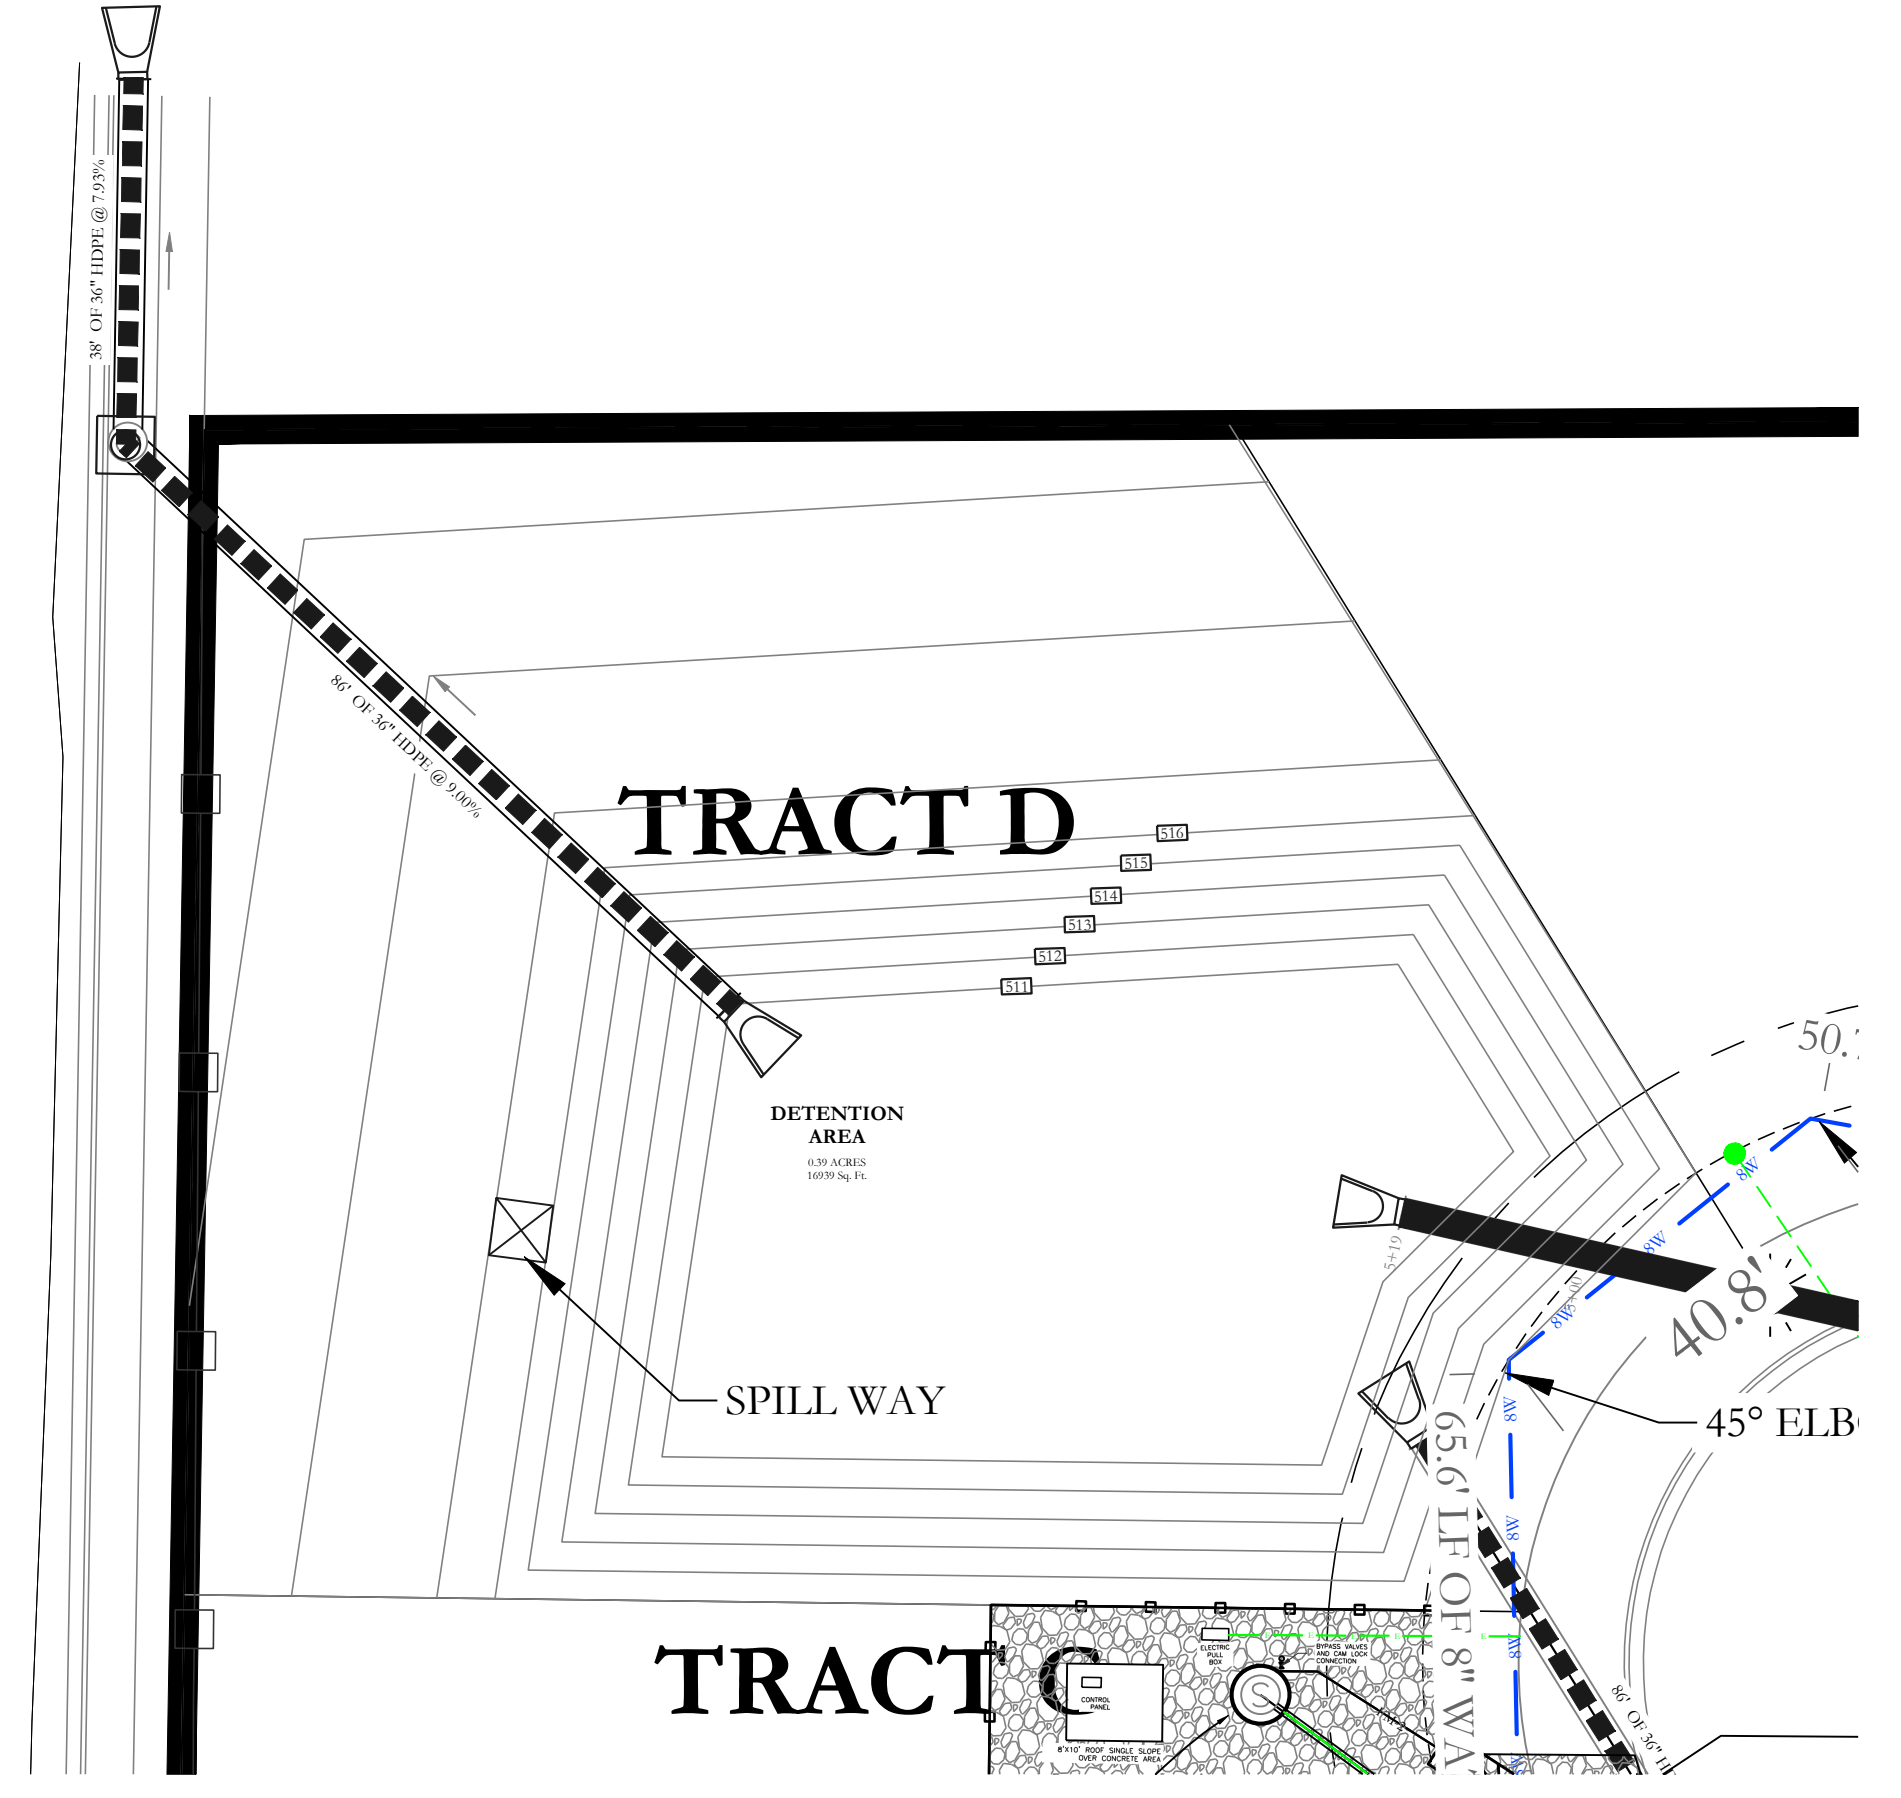 38' OF 36" HDPE @ 7.93%
86' OF 36" HDPE @ 9.00%
TRACT D
516
515
514
513
512
511
50.
DETENTION
AREA
0.39 ACRES
16939 Sq. Ft.
8W
8W
8W
5+19
5+00
40.8'
SPILL WAY
45° ELB
8W
8W
8W
65.6' LF OF 8" WA
TRACT C
ELECTRIC
PULL
BOX
BYPASS VALVES
AND CAM LOCK
CONNECTION
E
E
E
E
E
S
CONTROL
PANEL
8'X10' ROOF SINGLE SLOPE
OVER CONCRETE AREA
86' OF 36" H